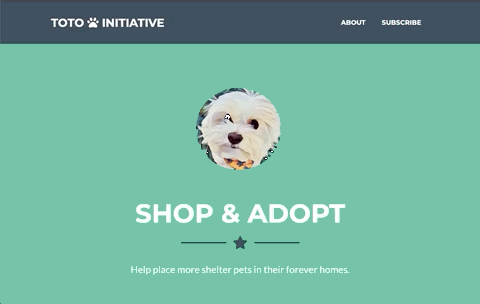 TOTO INITIATIVE
ABOUT
SUBSCRIBE
SHOP & ADOPT
Help place more shelter pets in their forever homes.